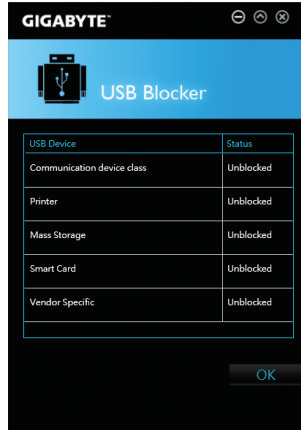 GIGABYTE™
USB Blocker
USB Device Status
Communication device class Unblocked
Printer Unblocked
Mass Storage Unblocked
Smart Card Unblocked
Vendor Specific Unblocked
OK